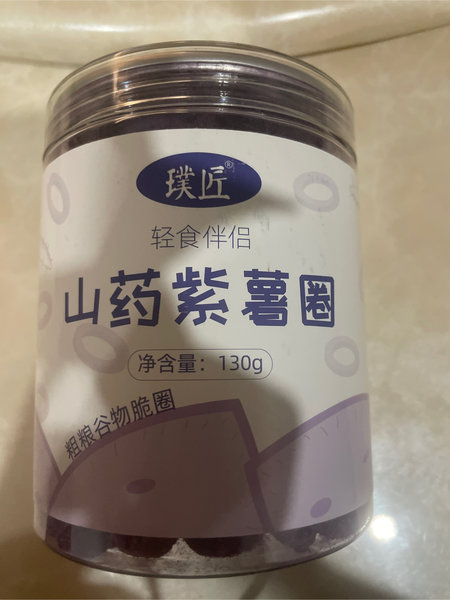 璞匠®
轻食伴侣
山药紫薯圈
净含量：130g
粗粮谷物脆圈